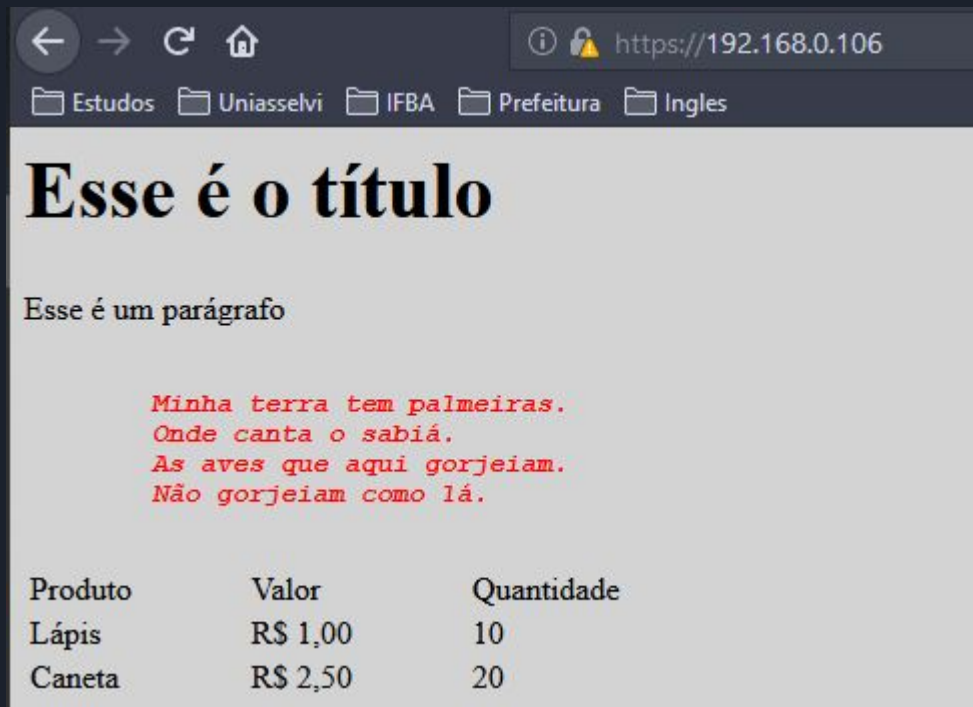 https://192.168.0.106
Estudos Uniasselvi IFBA Prefeitura Ingles
Esse é o título
Esse é um parágrafo
Minha terra tem palmeiras.
Onde canta o sabiá.
As aves que aqui gorjeiam.
Não gorjeiam como lá.
Produto Valor Quantidade
Lápis R$ 1,00 10
Caneta R$ 2,50 20